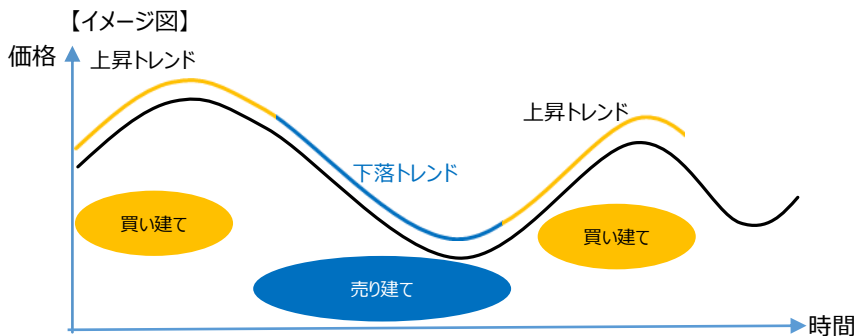 【イメージ図】
価格
上昇トレンド
上昇トレンド
下落トレンド
買い建て
買い建て
売り建て
時間